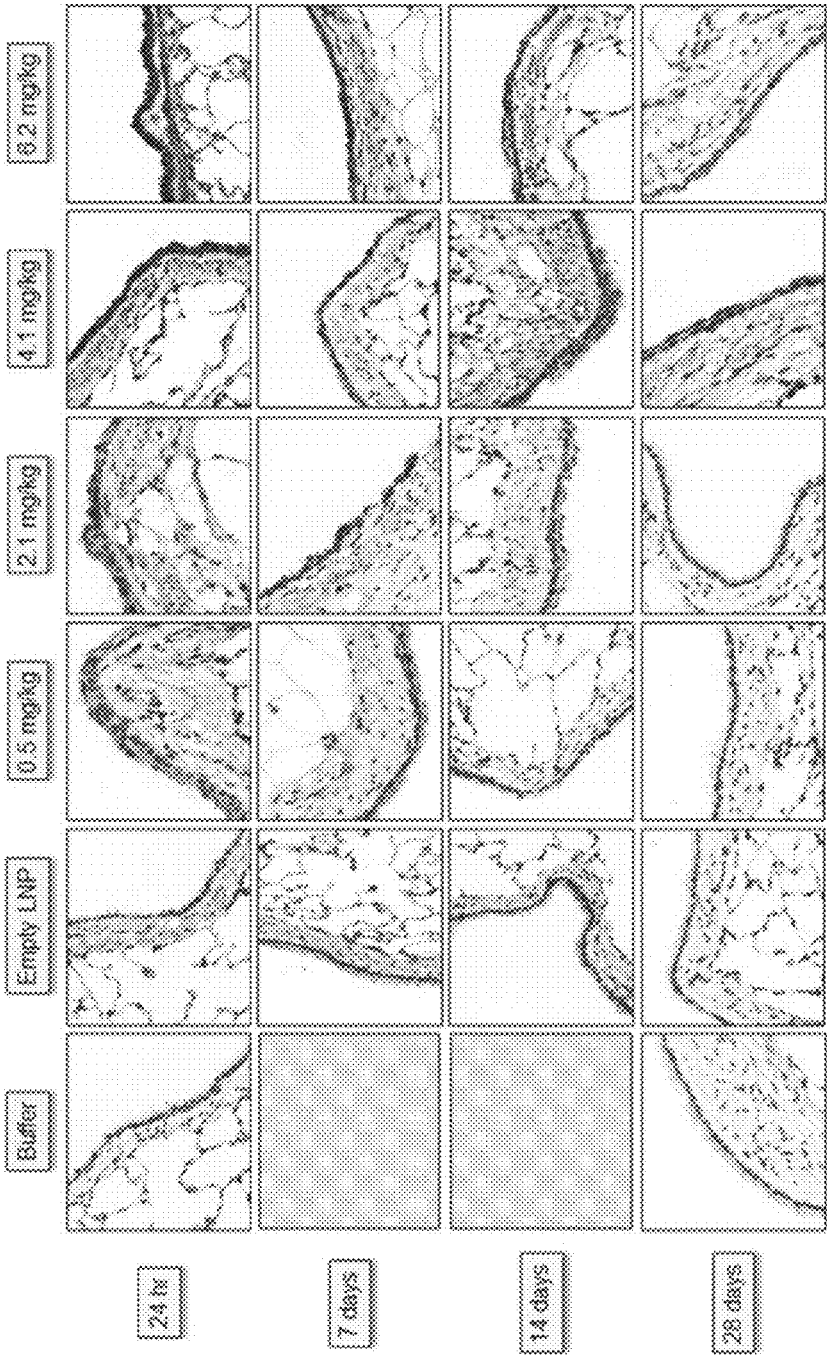 Buffer
Empty LNP
0.5 mg/kg
2.1 mg/kg
4.1 mg/kg
6.2 mg/kg
24 hr
7 days
14 days
28 days